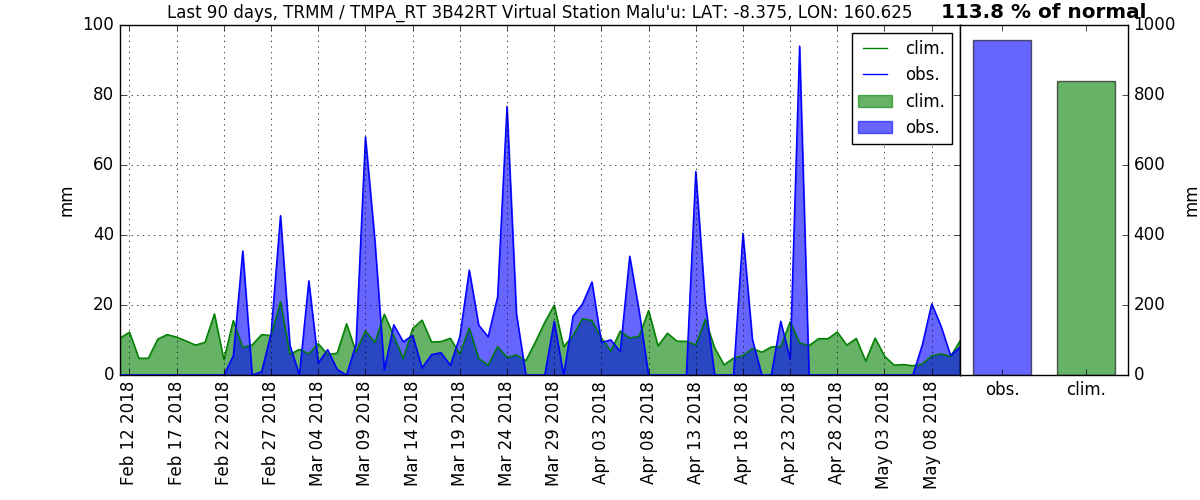 Last 90 days, TRMM / TMPA_RT 3B42RT Virtual Station Malu'u: LAT: -8.375, LON: 160.625
113.8 % of normal
100
80
60
40
20
0
mm
clim.
obs.
clim.
obs.
1000
800
600
400
200
0
mm
Feb 12 2018
Feb 17 2018
Feb 22 2018
Feb 27 2018
Mar 04 2018
Mar 09 2018
Mar 14 2018
Mar 19 2018
Mar 24 2018
Mar 29 2018
Apr 03 2018
Apr 08 2018
Apr 13 2018
Apr 18 2018
Apr 23 2018
Apr 28 2018
May 03 2018
May 08 2018
obs.
clim.